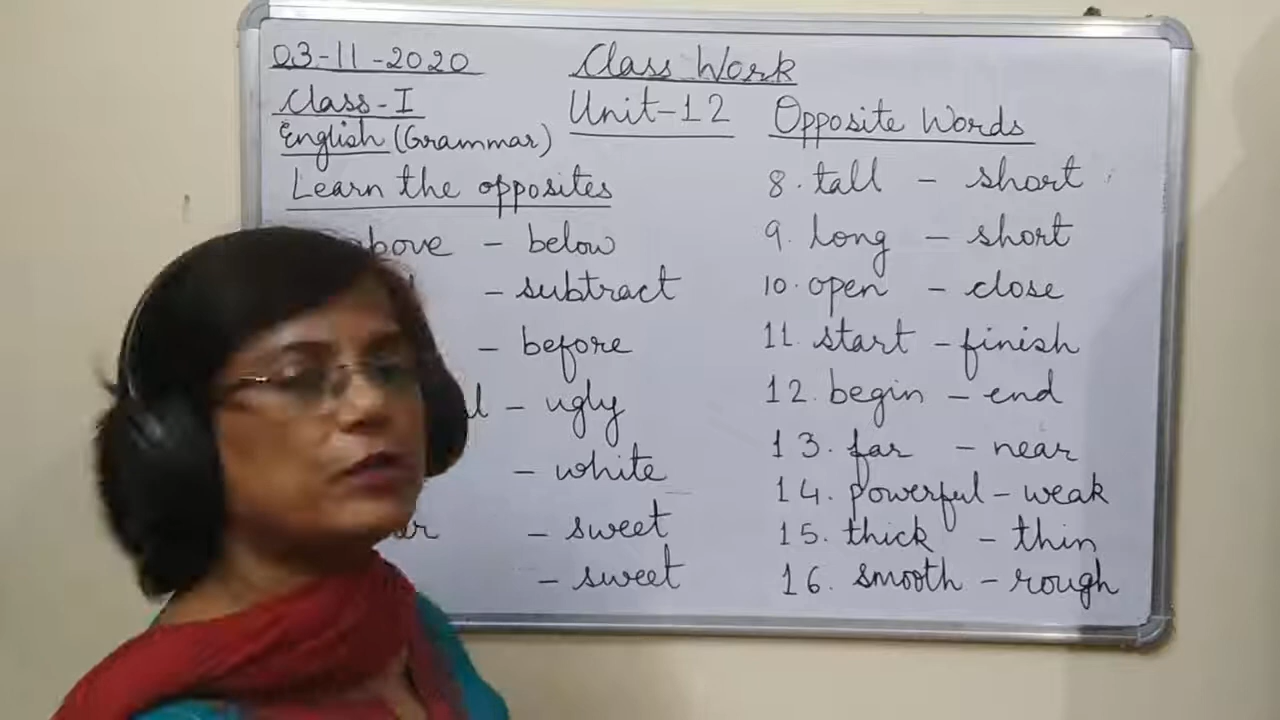 03-11-2020
Class Work
Class-I
Unit-12
Opposite Words
English (Grammar)
Learn the opposites
above - below
- subtract
- before
- ugly
- white
- sweet
- sweet
8. tall - short
9. long - short
10. open - close
11. start - finish
12. begin - end
13. far - near
14. powerful - weak
15. thick - thin
16. smooth - rough